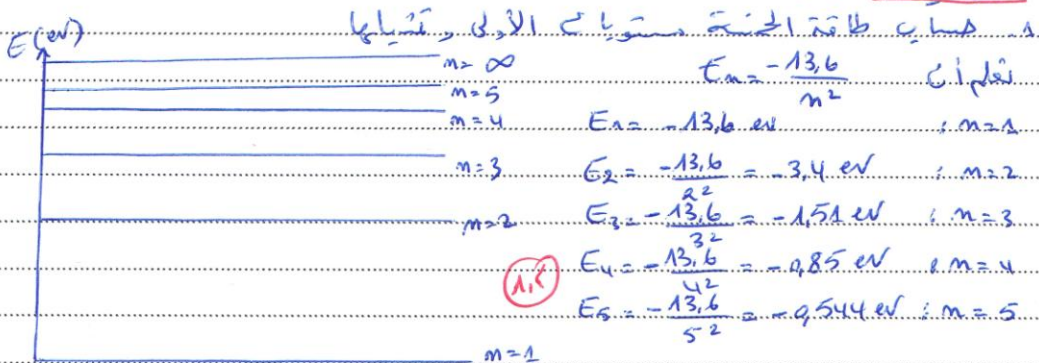 1. حساب طاقة الخمسة مستويات الأولى و تمثيلها
E(ev)
n = ∞
n = 5
n = 4
n = 3
n = 2
n = 1
نعلم أن En = -13,6 / n²
n = 1 : E1 = -13,6 ev
n = 2 : E2 = -13,6 / 2² = -3,4 ev
n = 3 : E3 = -13,6 / 3² = -1,51 ev
n = 4 : E4 = -13,6 / 4² = -0,85 ev
n = 5 : E5 = -13,6 / 5² = -0,544 ev